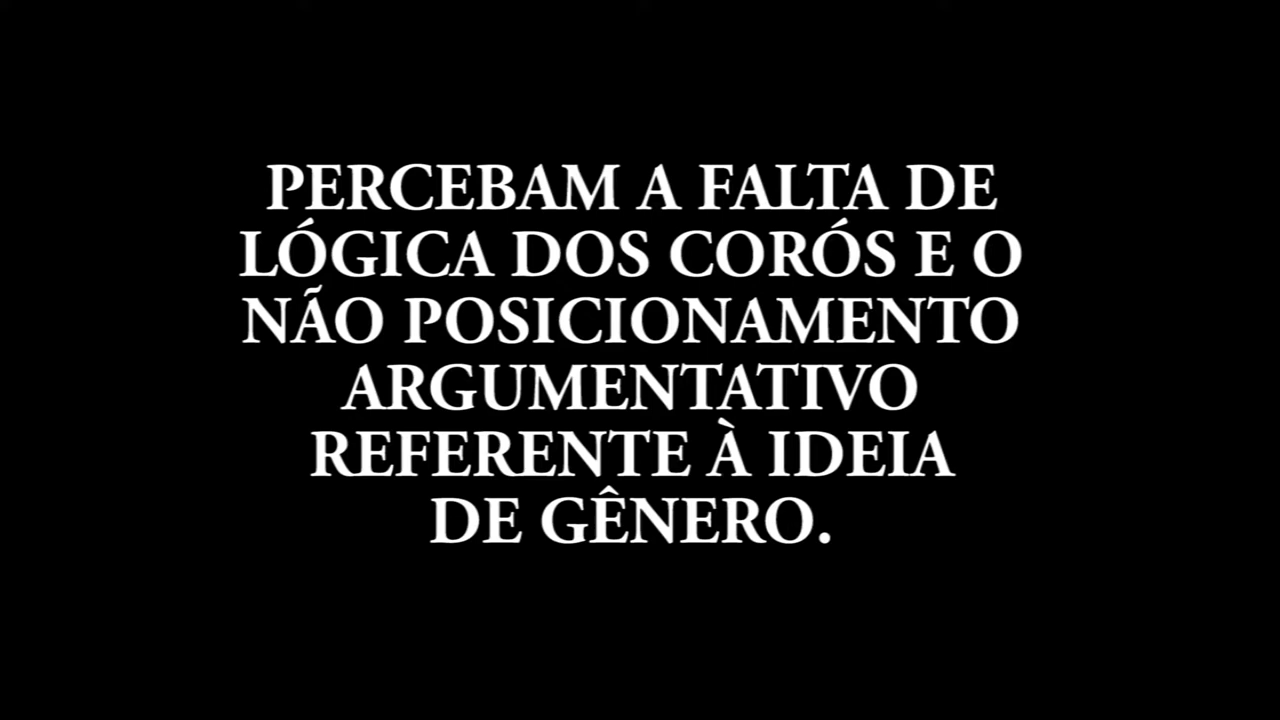 PERCEBAM A FALTA DE
LÓGICA DOS CORÓS E O
NÃO POSICIONAMENTO
ARGUMENTATIVO
REFERENTE À IDEIA
DE GÊNERO.